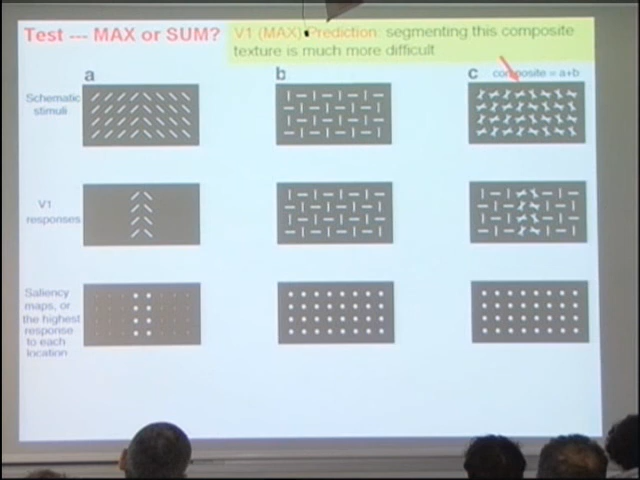 Test --- MAX or SUM?
V1 (MAX) Prediction: segmenting this composite
texture is much more difficult
a
b
c composite = a+b
Schematic
stimuli
V1
responses
Saliency
maps, or
the highest
response
to each
location